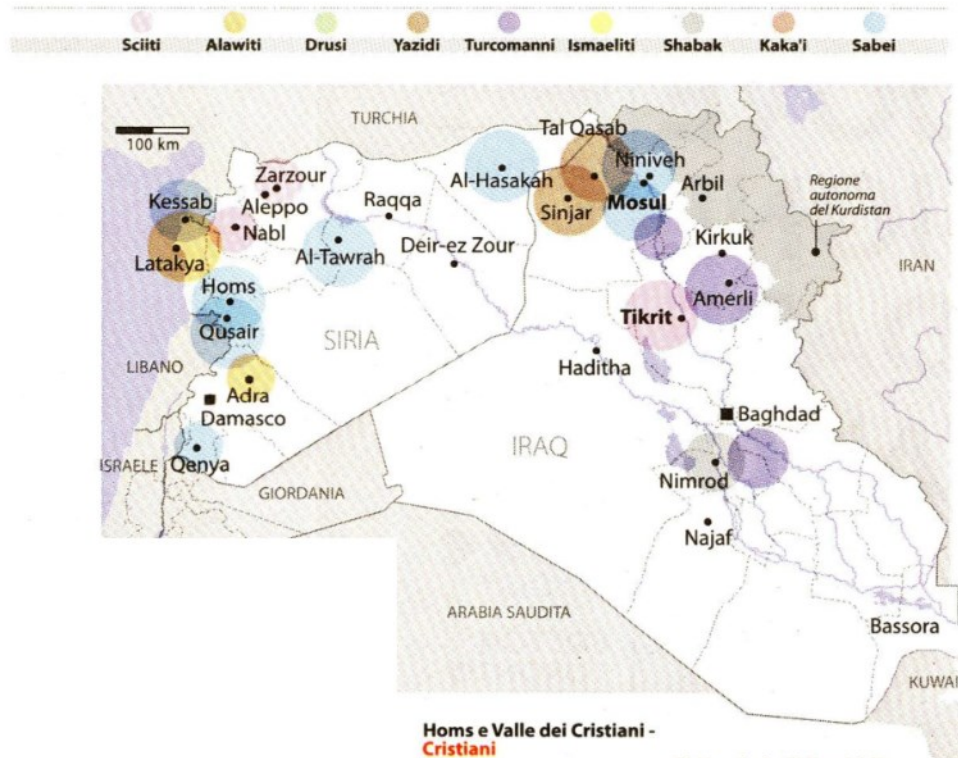 Sciiti Alawiti Drusi Yazidi Turcomanni Ismaeliti Shabak Kaka'i Sabei
TURCHIA
100 km
Tal Qasab
Zarzour
Niniveh
Al-Hasakah
Kessab
Aleppo
Raqqa
Sinjar
Mosul
Arbil
Regione
autonoma
del Kurdistan
Nabl
Latakya
Al-Tawrah
Deir-ez Zour
Kirkuk
IRAN
Homs
Amerli
Qusair
Tikrit
SIRIA
LIBANO
Haditha
Adra
Damasco
Baghdad
IRAQ
ISRAELE
Qenya
Nimrod
GIORDANIA
Najaf
ARABIA SAUDITA
Bassora
KUWAI
Homs e Valle dei Cristiani -
Cristiani